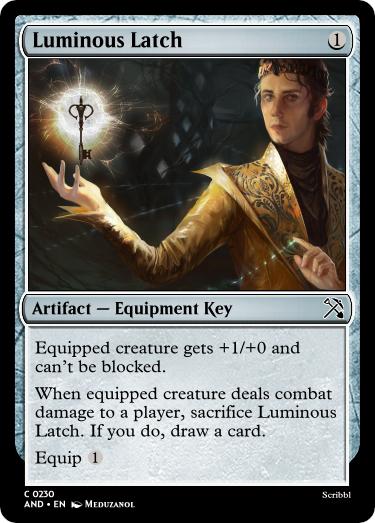 Luminous Latch 1
Artifact — Equipment Key
Equipped creature gets +1/+0 and
can't be blocked.
When equipped creature deals combat
damage to a player, sacrifice Luminous
Latch. If you do, draw a card.
Equip 1
C 0230
AND • EN Meduzanol
Scribbl